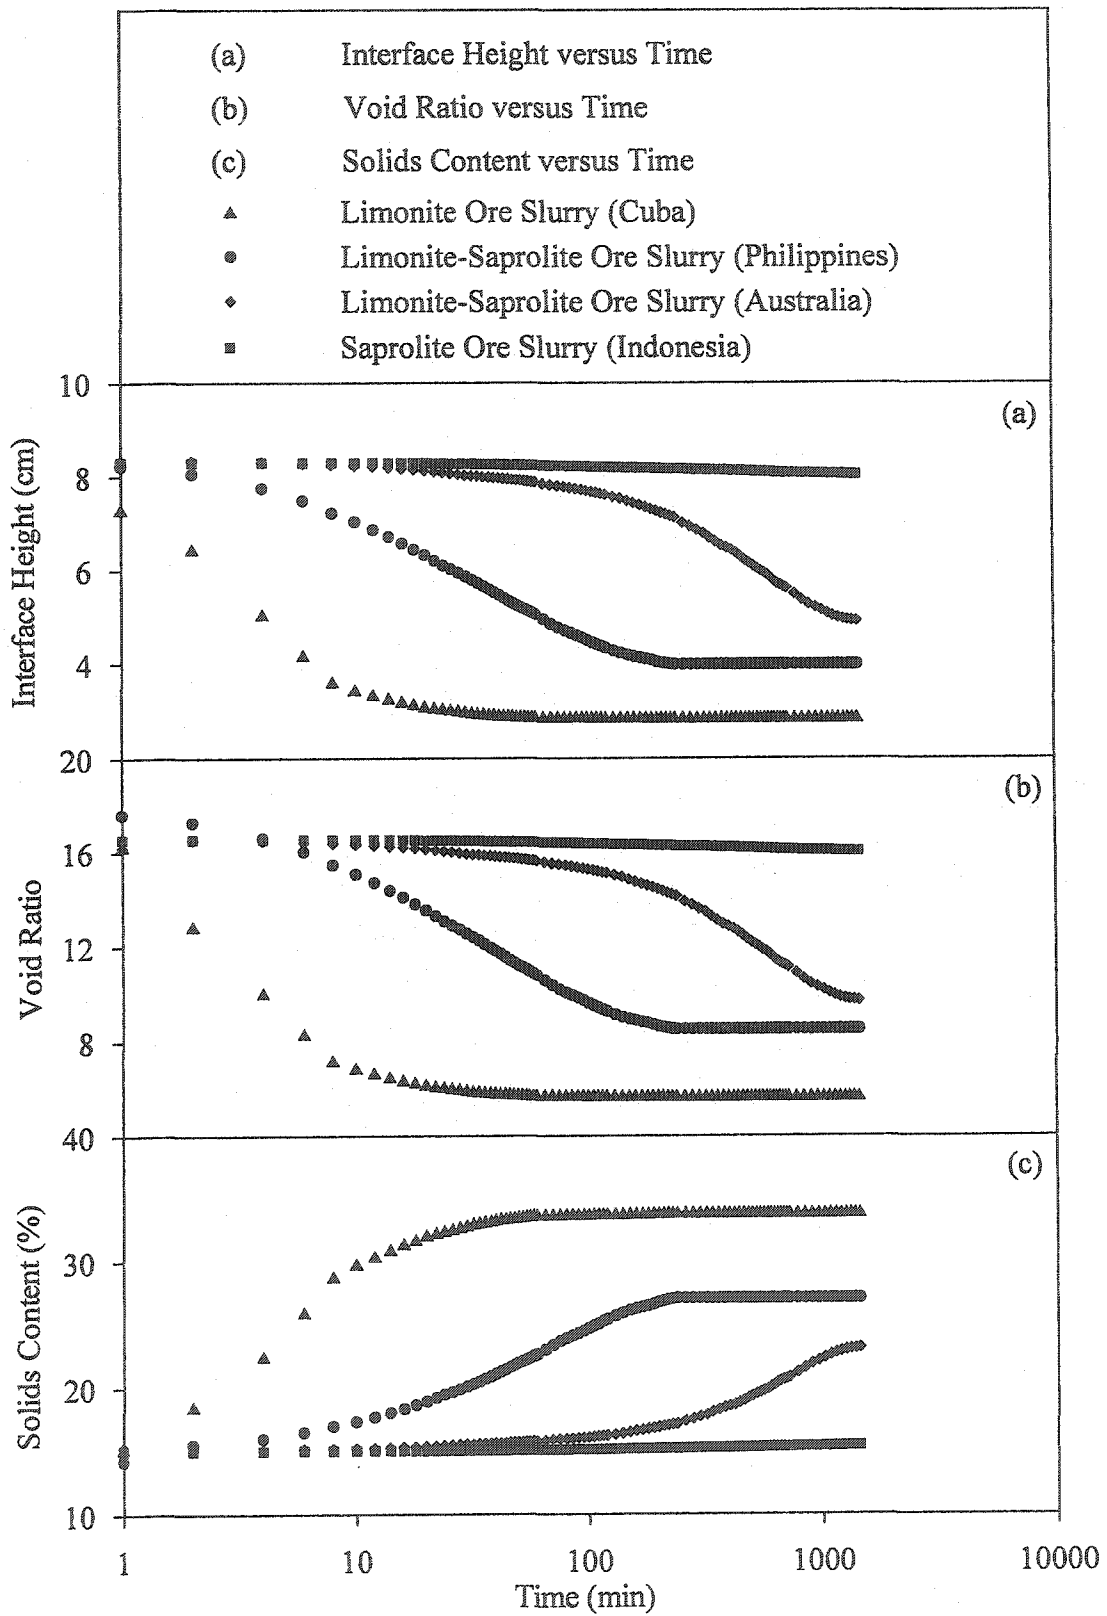 (a) Interface Height versus Time
(b) Void Ratio versus Time
(c) Solids Content versus Time
Limonite Ore Slurry (Cuba)
Limonite-Saprolite Ore Slurry (Philippines)
Limonite-Saprolite Ore Slurry (Australia)
Saprolite Ore Slurry (Indonesia)
10
8
6
4
Interface Height (cm)
(a)
20
16
12
8
Void Ratio
(b)
40
30
20
10
Solids Content (%)
(c)
1 10 100 1000 10000
Time (min)